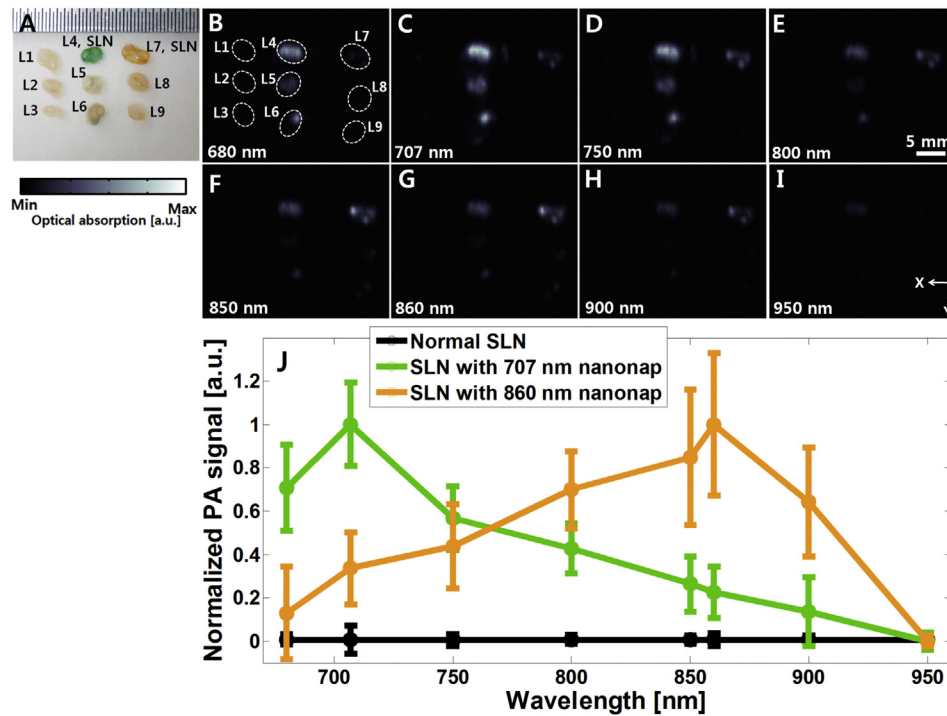 A
L1
L4, SLN
L7, SLN
L2
L5
L8
L3
L6
L9
Min
Max
Optical absorption [a.u.]
B
L1
L4
L7
L2
L5
L8
L3
L6
L9
680 nm
C
707 nm
D
750 nm
E
800 nm
5 mm
F
850 nm
G
860 nm
H
900 nm
I
950 nm
X
J
Normal SLN
SLN with 707 nm nanonap
SLN with 860 nm nanonap
Normalized PA signal [a.u.]
1.2
1
0.8
0.6
0.4
0.2
0
700
750
800
850
900
950
Wavelength [nm]